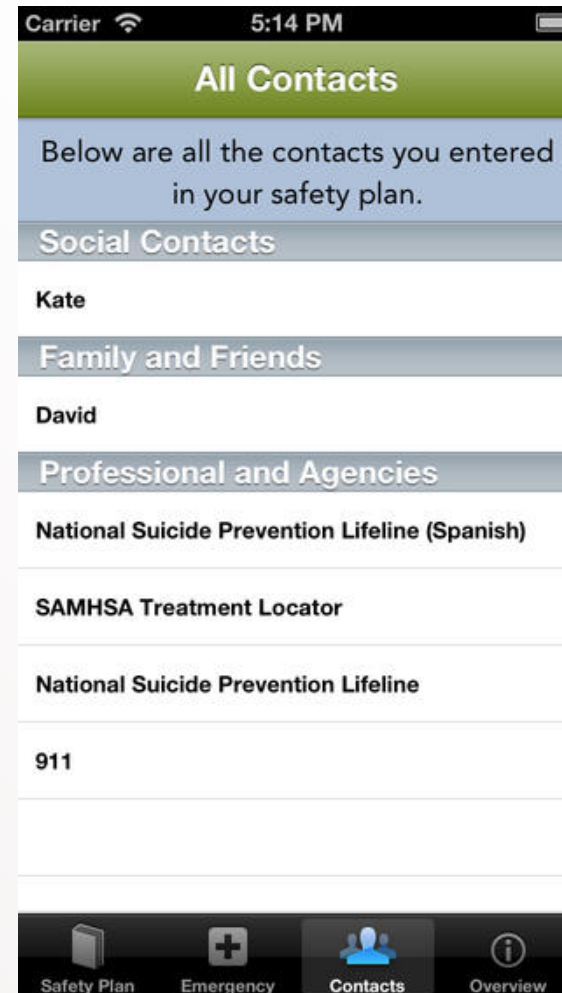 Carrier 5:14 PM
All Contacts
Below are all the contacts you entered
in your safety plan.
Social Contacts
Kate
Family and Friends
David
Professional and Agencies
National Suicide Prevention Lifeline (Spanish)
SAMHSA Treatment Locator
National Suicide Prevention Lifeline
911
Safety Plan Emergency Contacts Overview